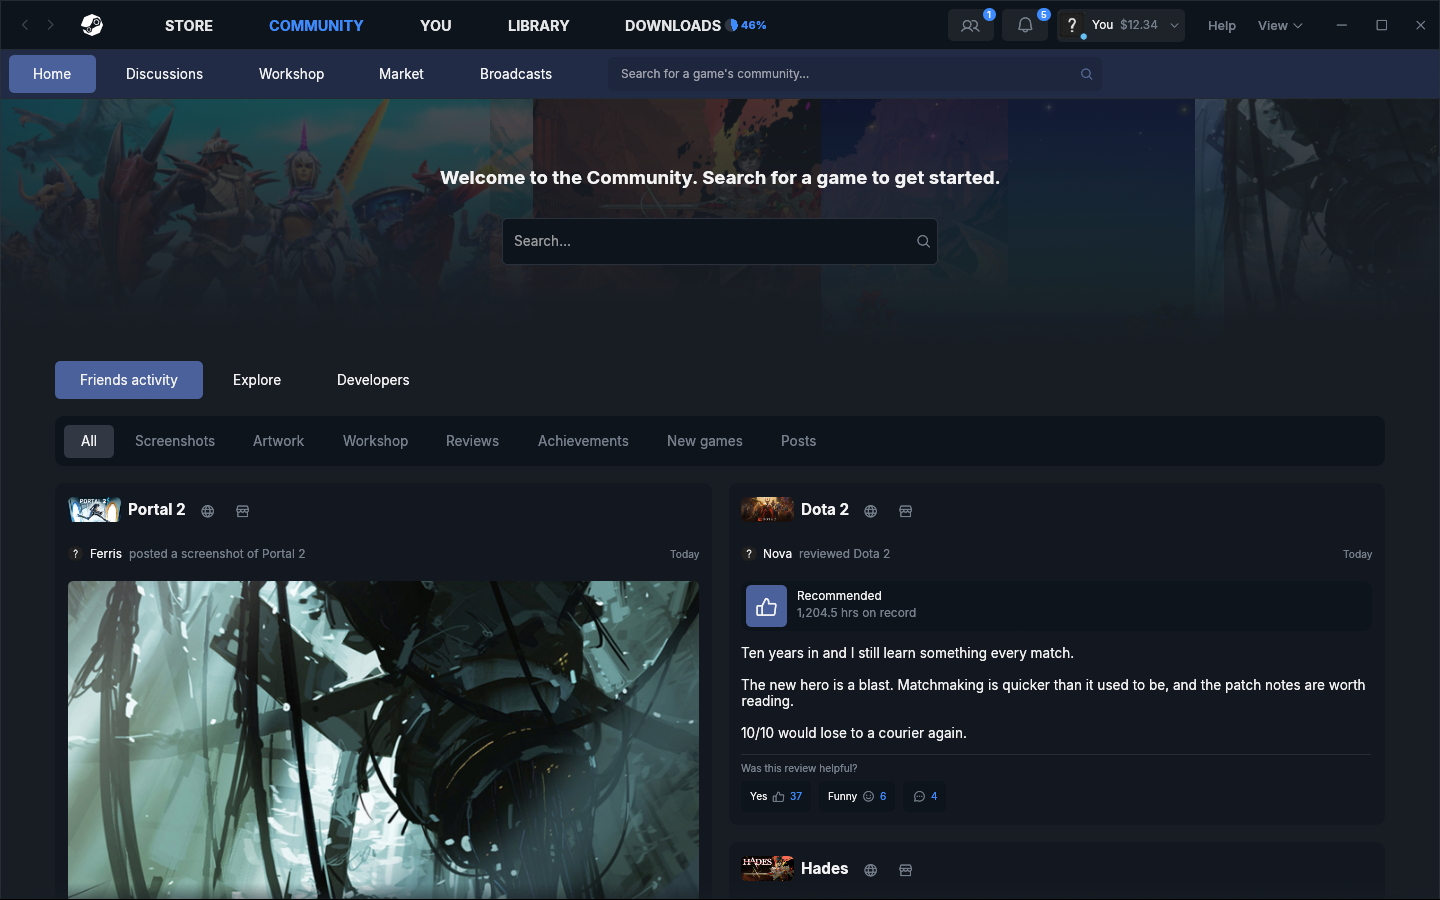 STORE
COMMUNITY
YOU
LIBRARY
DOWNLOADS 46%
1
5
? You $12.34
Help
View
Home
Discussions
Workshop
Market
Broadcasts
Search for a game's community...
Welcome to the Community. Search for a game to get started.
Search...
Friends activity
Explore
Developers
All
Screenshots
Artwork
Workshop
Reviews
Achievements
New games
Posts
PORTAL 2
Portal 2
? Ferris posted a screenshot of Portal 2
Today
Dota 2
? Nova reviewed Dota 2
Today
Recommended
1,204.5 hrs on record
Ten years in and I still learn something every match.
The new hero is a blast. Matchmaking is quicker than it used to be, and the patch notes are worth
reading.
10/10 would lose to a courier again.
Was this review helpful?
Yes 37
Funny 6
4
HADES
Hades